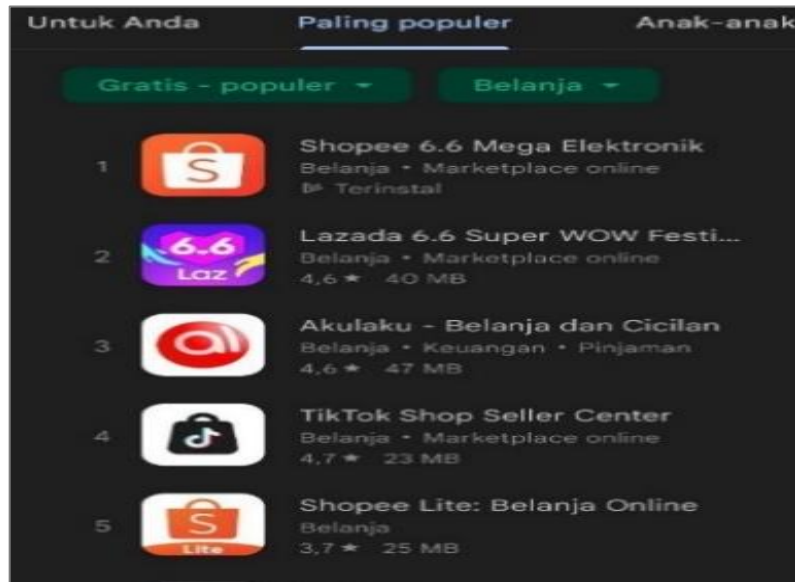 Untuk Anda Paling populer Anak-anak
Gratis - populer Belanja
1 Shopee 6.6 Mega Elektronik
Belanja • Marketplace online
Terinstal
2 6.6 Laz Lazada 6.6 Super WOW Festi...
Belanja • Marketplace online
4,6 ★ 40 MB
3 Akulaku - Belanja dan Cicilan
Belanja • Keuangan • Pinjaman
4,6 ★ 47 MB
4 TikTok Shop Seller Center
Belanja • Marketplace online
4,7 ★ 23 MB
5 S Lite Shopee Lite: Belanja Online
Belanja
3,7 ★ 25 MB